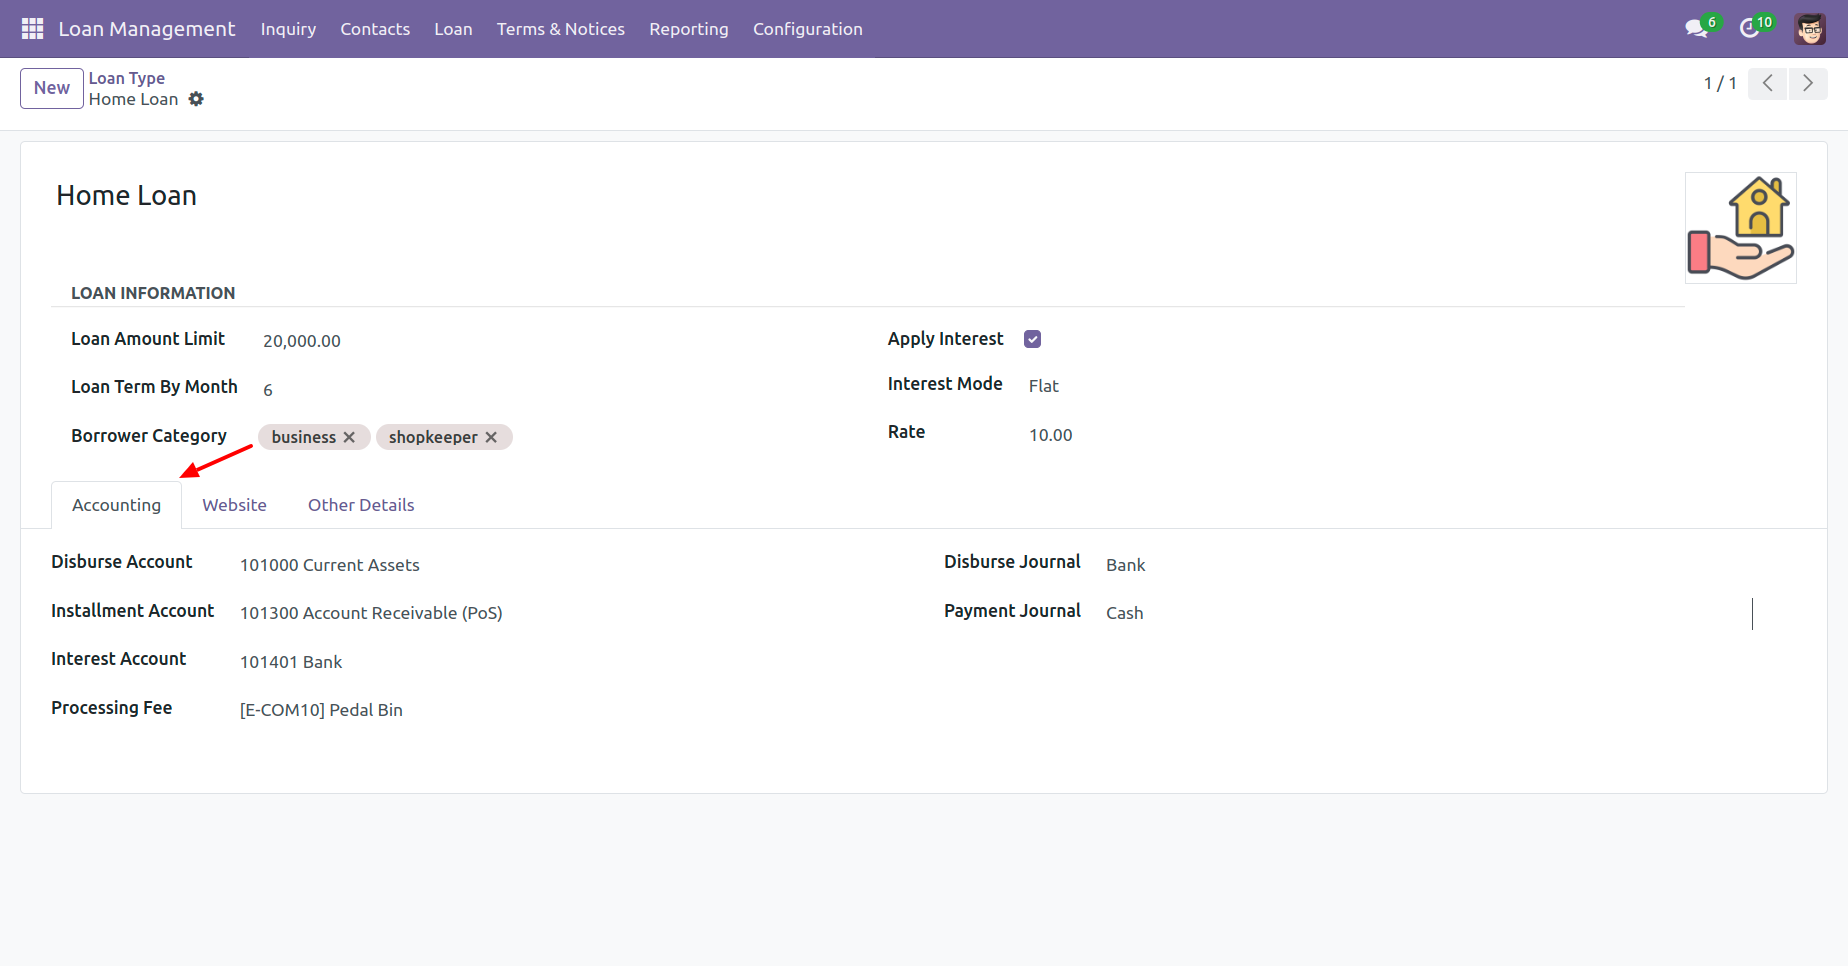 Loan Management Inquiry Contacts Loan Terms & Notices Reporting Configuration 6 10
New Loan Type 1 / 1
Home Loan
Home Loan
LOAN INFORMATION
Loan Amount Limit 20,000.00 Apply Interest
Loan Term By Month 6 Interest Mode Flat
Borrower Category business shopkeeper Rate 10.00
Accounting Website Other Details
Disburse Account 101000 Current Assets Disburse Journal Bank
Installment Account 101300 Account Receivable (PoS) Payment Journal Cash
Interest Account 101401 Bank
Processing Fee [E-COM10] Pedal Bin